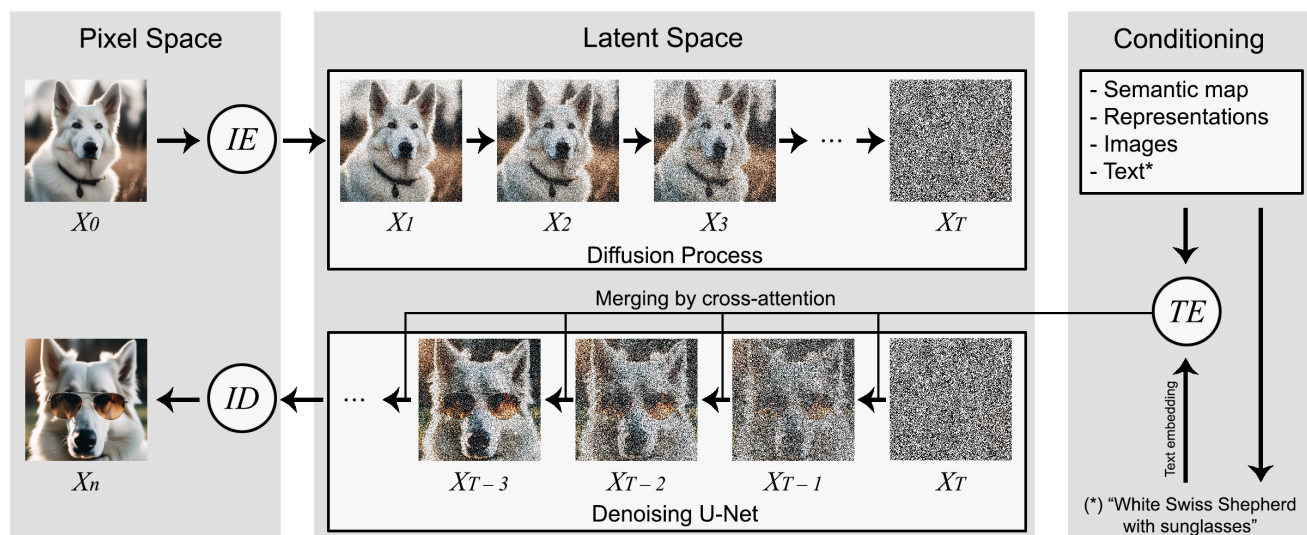 Pixel Space
Latent Space
Conditioning
X0
IE
X1
X2
X3
...
XT
Diffusion Process
- Semantic map
- Representations
- Images
- Text*
Merging by cross-attention
TE
Xn
ID
...
XT – 3
XT – 2
XT – 1
XT
Denoising U-Net
Text embedding
(*) “White Swiss Shepherd
with sunglasses”